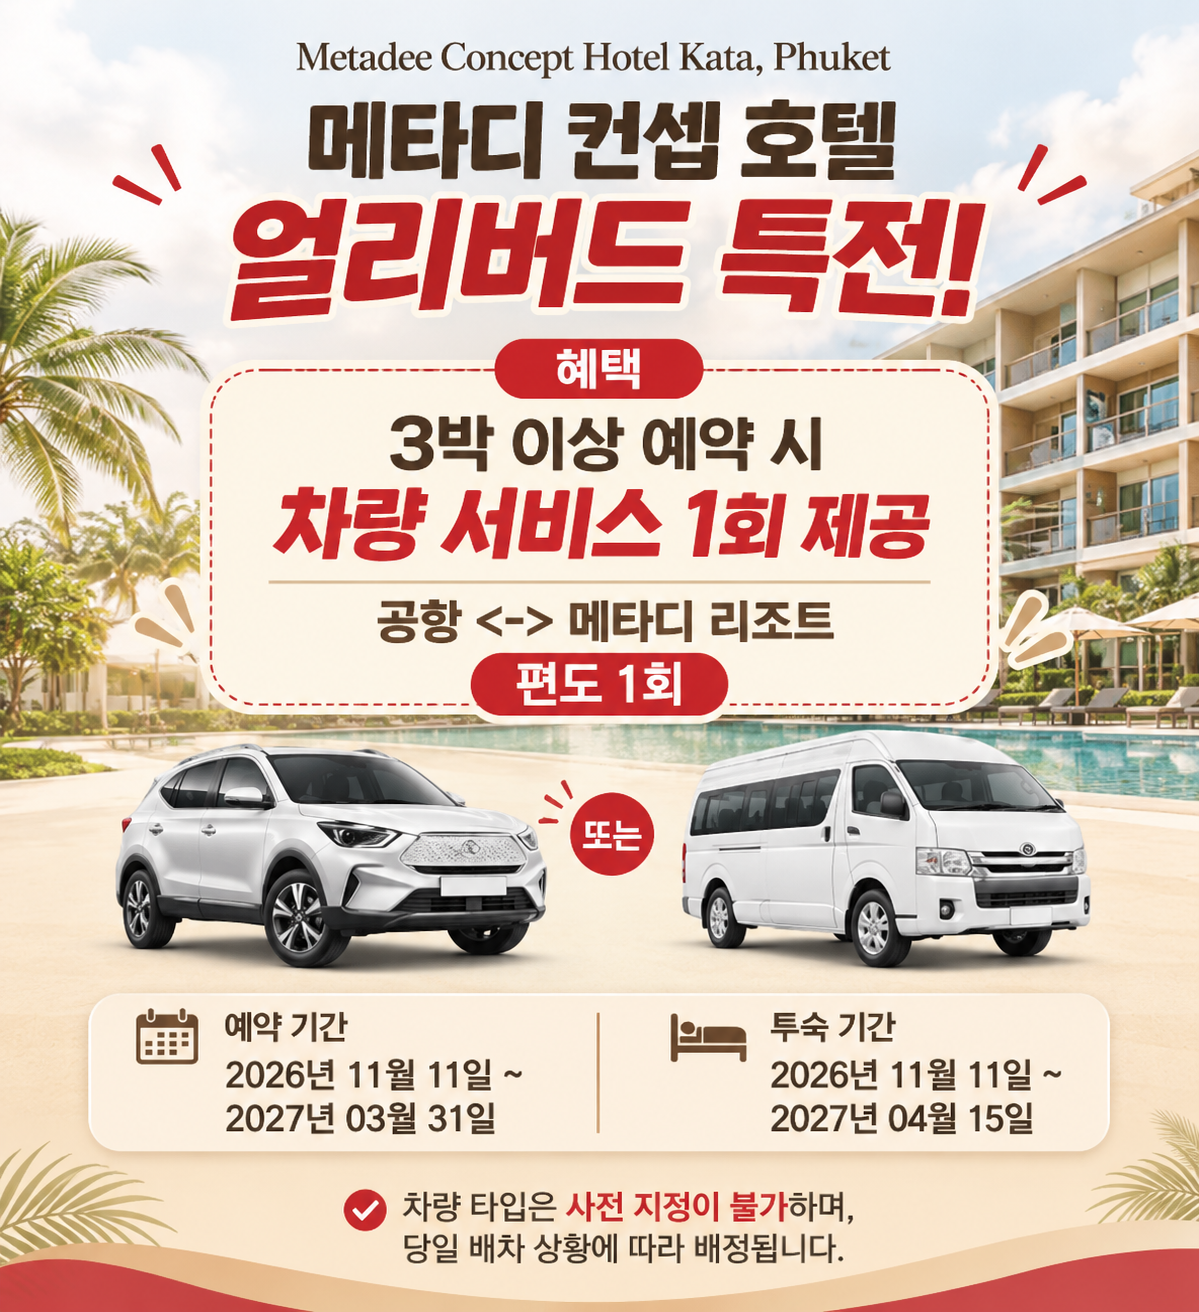 Metadee Concept Hotel Kata, Phuket
메타디 컨셉 호텔
얼리버드 특전!
혜택
3박 이상 예약 시
차량 서비스 1회 제공
공항 <-> 메타디 리조트
편도 1회
또는
예약 기간
2026년 11월 11일 ~
2027년 03월 31일
투숙 기간
2026년 11월 11일 ~
2027년 04월 15일
차량 타입은 사전 지정이 불가하며,
당일 배차 상황에 따라 배정됩니다.